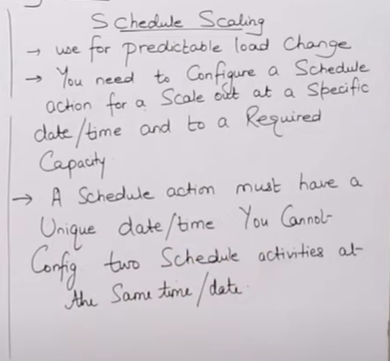 Schedule Scaling
→ use for predictable load Change
→ You need to Configure a Schedule
action for a Scale out at a Specific
date/time and to a Required
Capacity.
→ A Schedule action must have a
Unique date/time You Cannot
Config two Schedule activities at
the Same time/date.